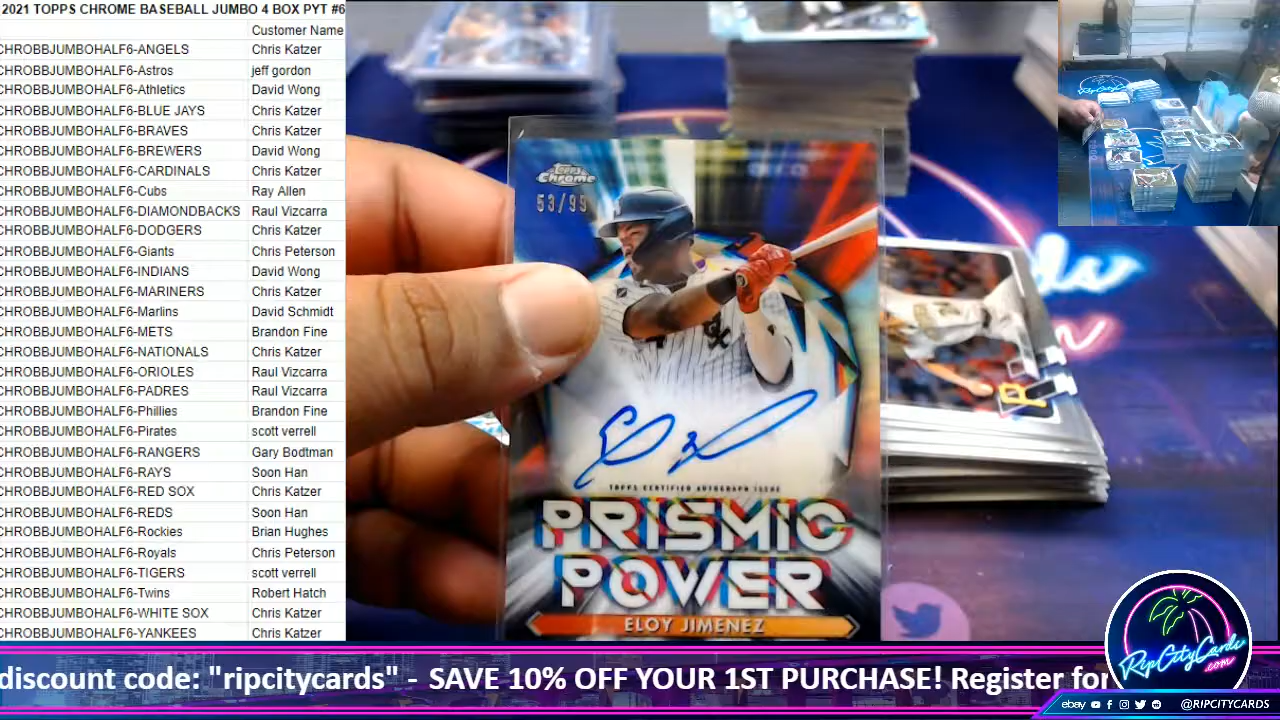 2021 TOPPS CHROME BASEBALL JUMBO 4 BOX PYT #6
Customer Name
CHROBBJUMBOHALF6-ANGELS Chris Katzer
CHROBBJUMBOHALF6-Astros jeff gordon
CHROBBJUMBOHALF6-Athletics David Wong
CHROBBJUMBOHALF6-BLUE JAYS Chris Katzer
CHROBBJUMBOHALF6-BRAVES Chris Katzer
CHROBBJUMBOHALF6-BREWERS David Wong
CHROBBJUMBOHALF6-CARDINALS Chris Katzer
CHROBBJUMBOHALF6-Cubs Ray Allen
CHROBBJUMBOHALF6-DIAMONDBACKS Raul Vizcarra
CHROBBJUMBOHALF6-DODGERS Chris Katzer
CHROBBJUMBOHALF6-Giants Chris Peterson
CHROBBJUMBOHALF6-INDIANS David Wong
CHROBBJUMBOHALF6-MARINERS Chris Katzer
CHROBBJUMBOHALF6-Marlins David Schmidt
CHROBBJUMBOHALF6-METS Brandon Fine
CHROBBJUMBOHALF6-NATIONALS Chris Katzer
CHROBBJUMBOHALF6-ORIOLES Raul Vizcarra
CHROBBJUMBOHALF6-PADRES Raul Vizcarra
CHROBBJUMBOHALF6-Phillies Brandon Fine
CHROBBJUMBOHALF6-Pirates scott verrell
CHROBBJUMBOHALF6-RANGERS Gary Bodtman
CHROBBJUMBOHALF6-RAYS Soon Han
CHROBBJUMBOHALF6-RED SOX Chris Katzer
CHROBBJUMBOHALF6-REDS Soon Han
CHROBBJUMBOHALF6-Rockies Brian Hughes
CHROBBJUMBOHALF6-Royals Chris Peterson
CHROBBJUMBOHALF6-TIGERS scott verrell
CHROBBJUMBOHALF6-Twins Robert Hatch
CHROBBJUMBOHALF6-WHITE SOX Chris Katzer
CHROBBJUMBOHALF6-YANKEES Chris Katzer
Topps
Chrome
53/99
TOPPS CERTIFIED AUTOGRAPH ISSUE
PRISMIC
POWER
ELOY JIMENEZ
discount code: "ripcitycards" - SAVE 10% OFF YOUR 1ST PURCHASE! Register for
RipCityCards
.com
ebay @RIPCITYCARDS